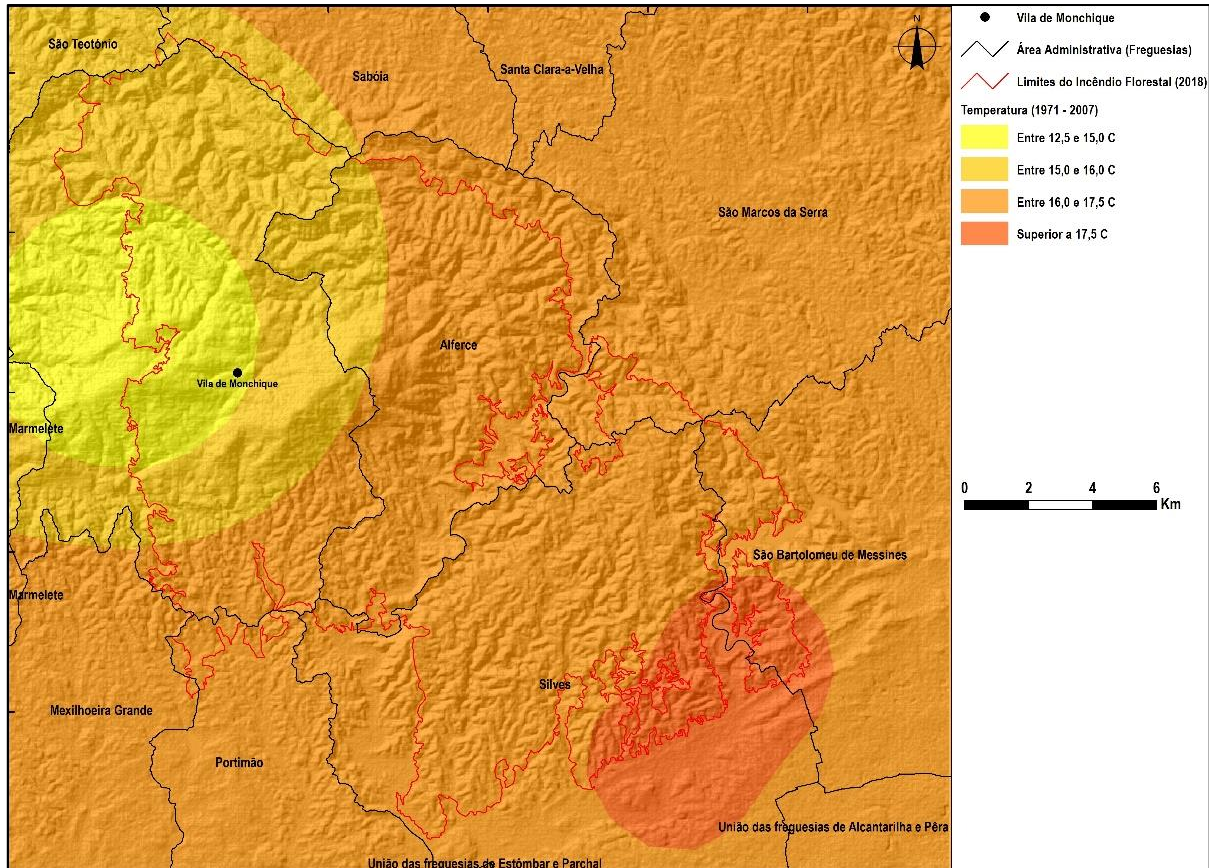 São Teotónio
Sabóia
Santa Clara-a-Velha
N
São Marcos da Serra
Alferce
Vila de Monchique
Marmelete
São Bartolomeu de Messines
Marmelete
Silves
Mexilhoeira Grande
Portimão
União das freguesias de Alcantarilha e Pêra
União das freguesias de Estômbar e Parchal
Vila de Monchique
Área Administrativa (Freguesias)
Limites do Incêndio Florestal (2018)
Temperatura (1971 - 2007)
Entre 12,5 e 15,0 C
Entre 15,0 e 16,0 C
Entre 16,0 e 17,5 C
Superior a 17,5 C
0 2 4 6
Km